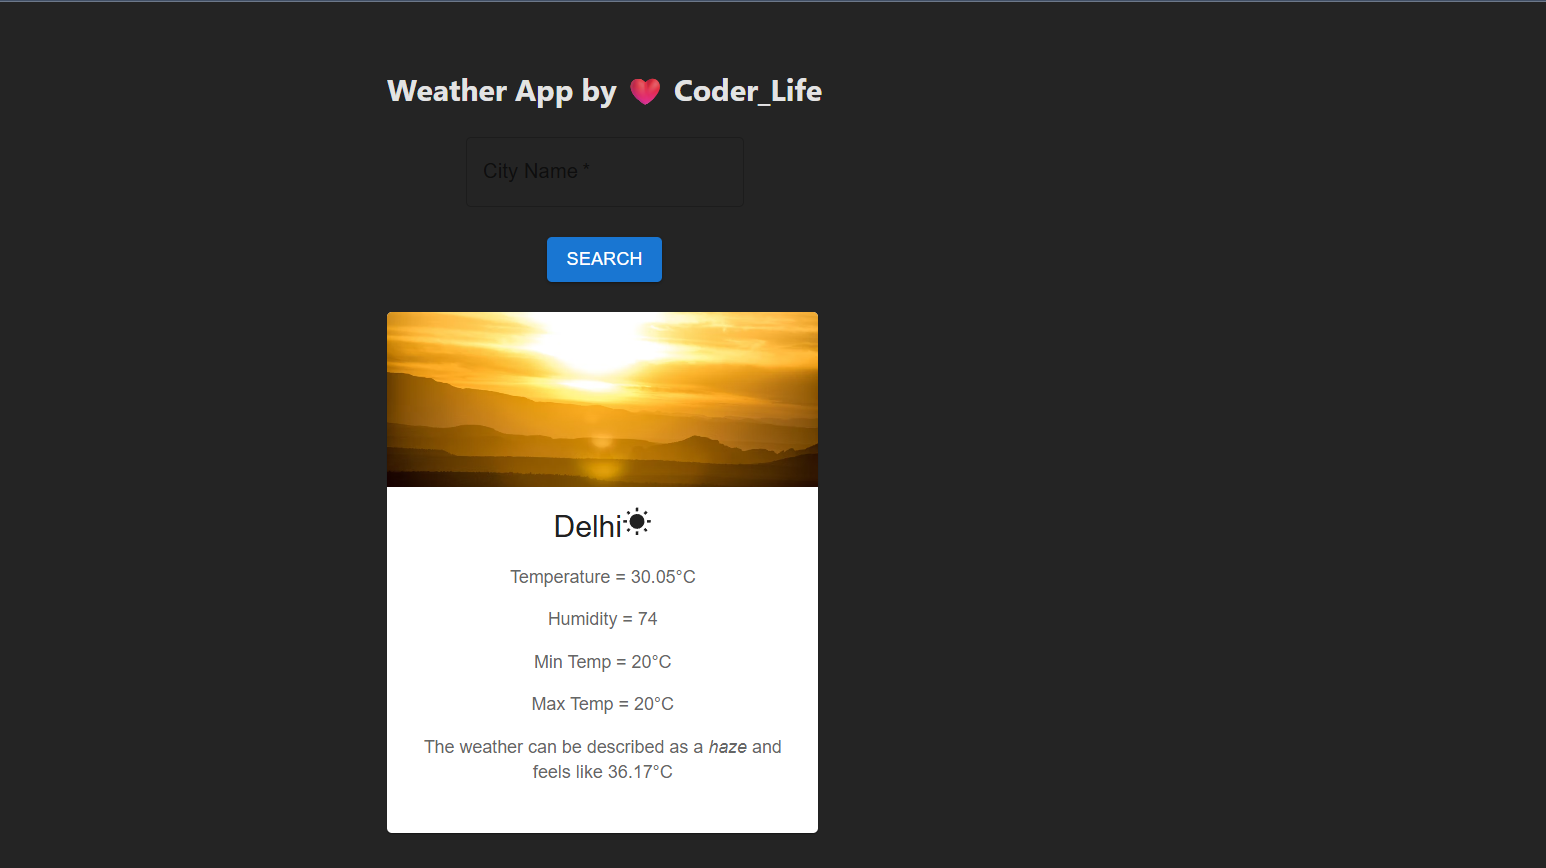 Weather App by ❤️ Coder_Life
City Name *
SEARCH
Delhi
Temperature = 30.05°C
Humidity = 74
Min Temp = 20°C
Max Temp = 20°C
The weather can be described as a haze and
feels like 36.17°C